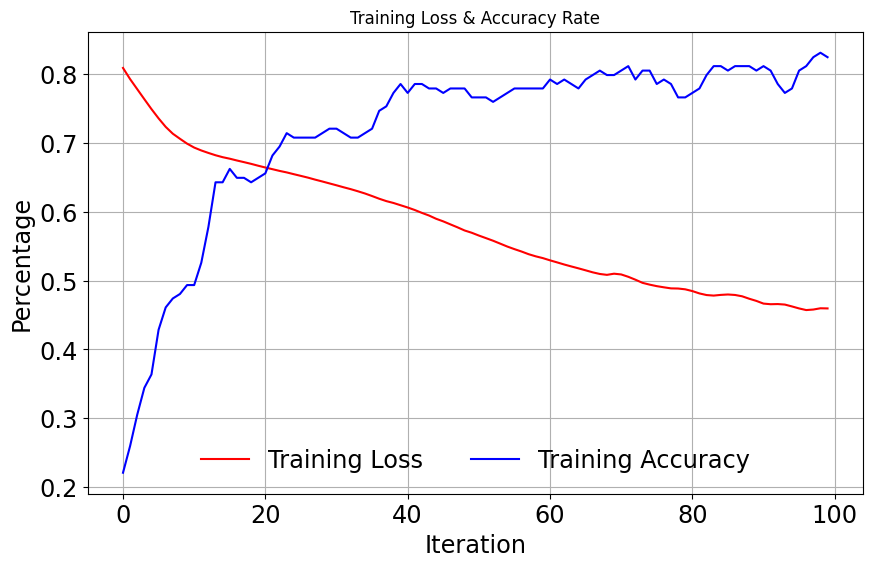 Training Loss & Accuracy Rate
Percentage
0.8
0.7
0.6
0.5
0.4
0.3
0.2
Training Loss
Training Accuracy
0 20 40 60 80 100
Iteration